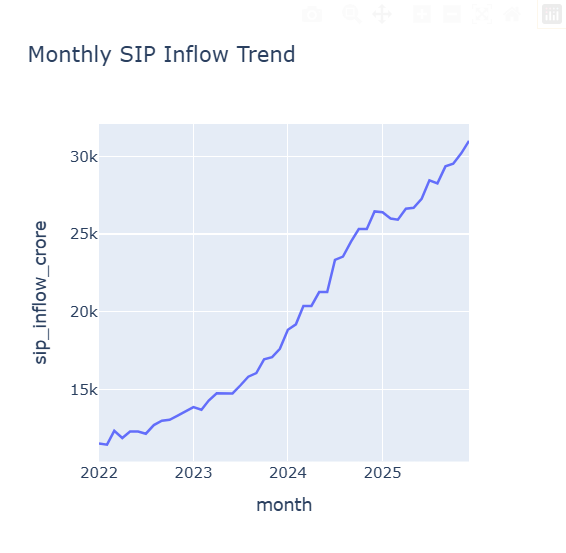 Monthly SIP Inflow Trend
30k
25k
20k
15k
sip_inflow_crore
2022
2023
2024
2025
month